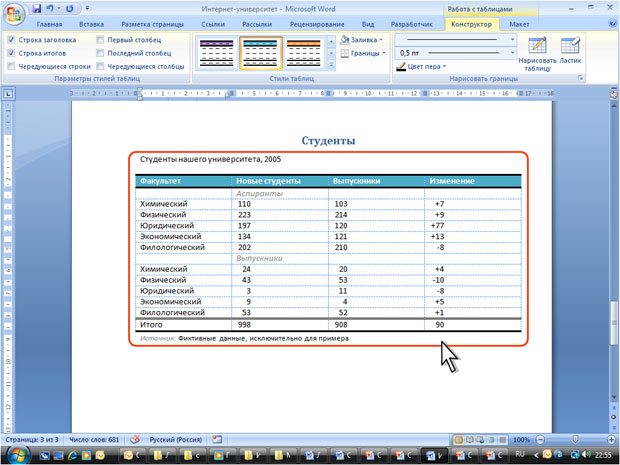 Интернет-университет - Microsoft Word
Работа с таблицами
Главная Вставка Разметка страницы Ссылки Рассылки Рецензирование Вид Разработчик Конструктор Макет
Строка заголовка Первый столбец
Строка итогов Последний столбец
Чередующиеся строки Чередующиеся столбцы
Параметры стилей таблиц
Заливка
Границы
Стили таблиц
0,5 пт
Цвет пера
Нарисовать таблицу
Ластик
Нарисовать границы
Студенты
Студенты нашего университета, 2005
Факультет Новые студенты Выпускники Изменение
Аспиранты
Химический 110 103 +7
Физический 223 214 +9
Юридический 197 120 +77
Экономический 134 121 +13
Филологический 202 210 -8
Выпускники
Химический 24 20 +4
Физический 43 53 -10
Юридический 3 11 -8
Экономический 9 4 +5
Филологический 53 52 +1
Итого 998 908 90
Источник: Фиктивные данные, исключительно для примера
Страница: 3 из 3 Число слов: 681 Русский (Россия) 100%
RU 22:55